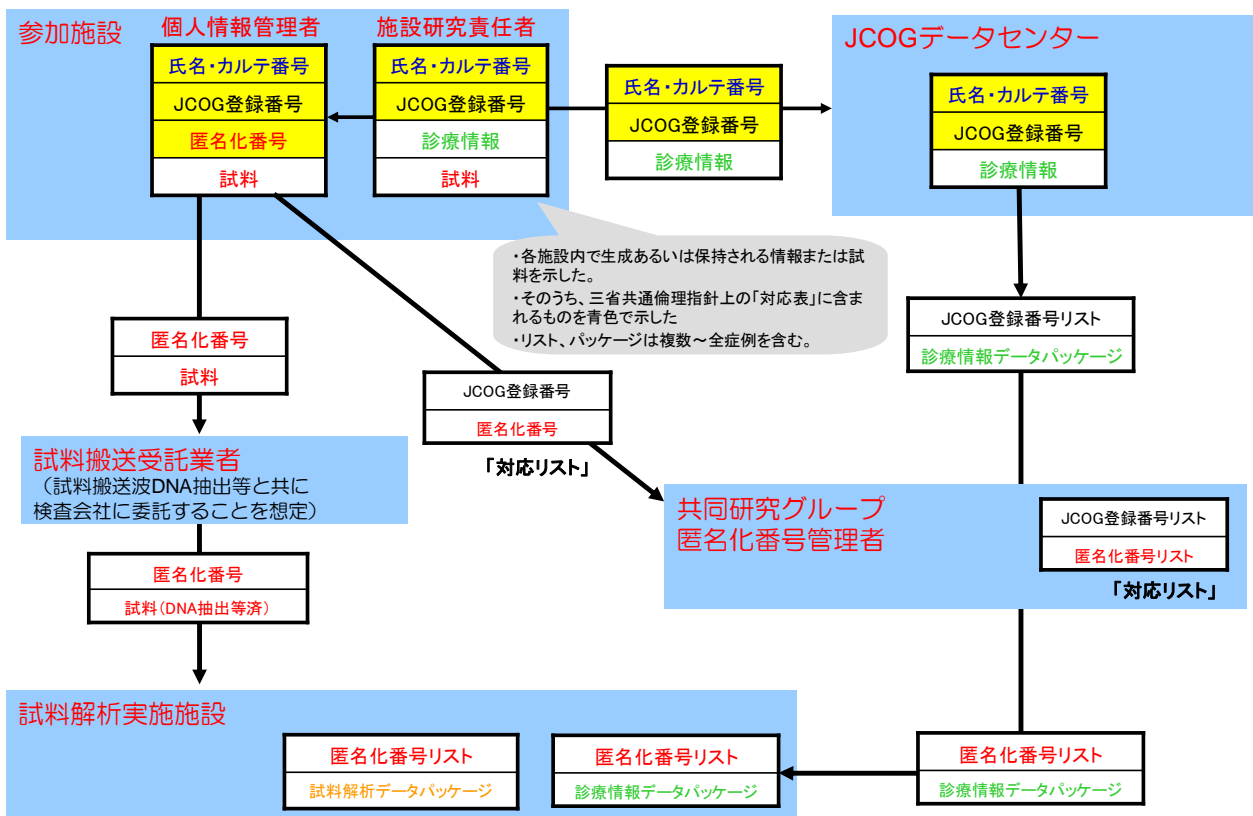 参加施設
個人情報管理者
氏名・カルテ番号
JCOG登録番号
匿名化番号
試料
施設研究責任者
氏名・カルテ番号
JCOG登録番号
診療情報
試料
氏名・カルテ番号
JCOG登録番号
診療情報
JCOGデータセンター
氏名・カルテ番号
JCOG登録番号
診療情報
・各施設内で生成あるいは保持される情報または試
料を示した。
・そのうち、三省共通倫理指針上の「対応表」に含ま
れるものを青色で示した
・リスト、パッケージは複数～全症例を含む。
JCOG登録番号リスト
診療情報データパッケージ
匿名化番号
試料
JCOG登録番号
匿名化番号
「対応リスト」
試料搬送受託業者
（試料搬送波DNA抽出等と共に
検査会社に委託することを想定）
共同研究グループ
匿名化番号管理者
JCOG登録番号リスト
匿名化番号リスト
「対応リスト」
匿名化番号
試料（DNA抽出等済）
試料解析実施施設
匿名化番号リスト
試料解析データパッケージ
匿名化番号リスト
診療情報データパッケージ
匿名化番号リスト
診療情報データパッケージ